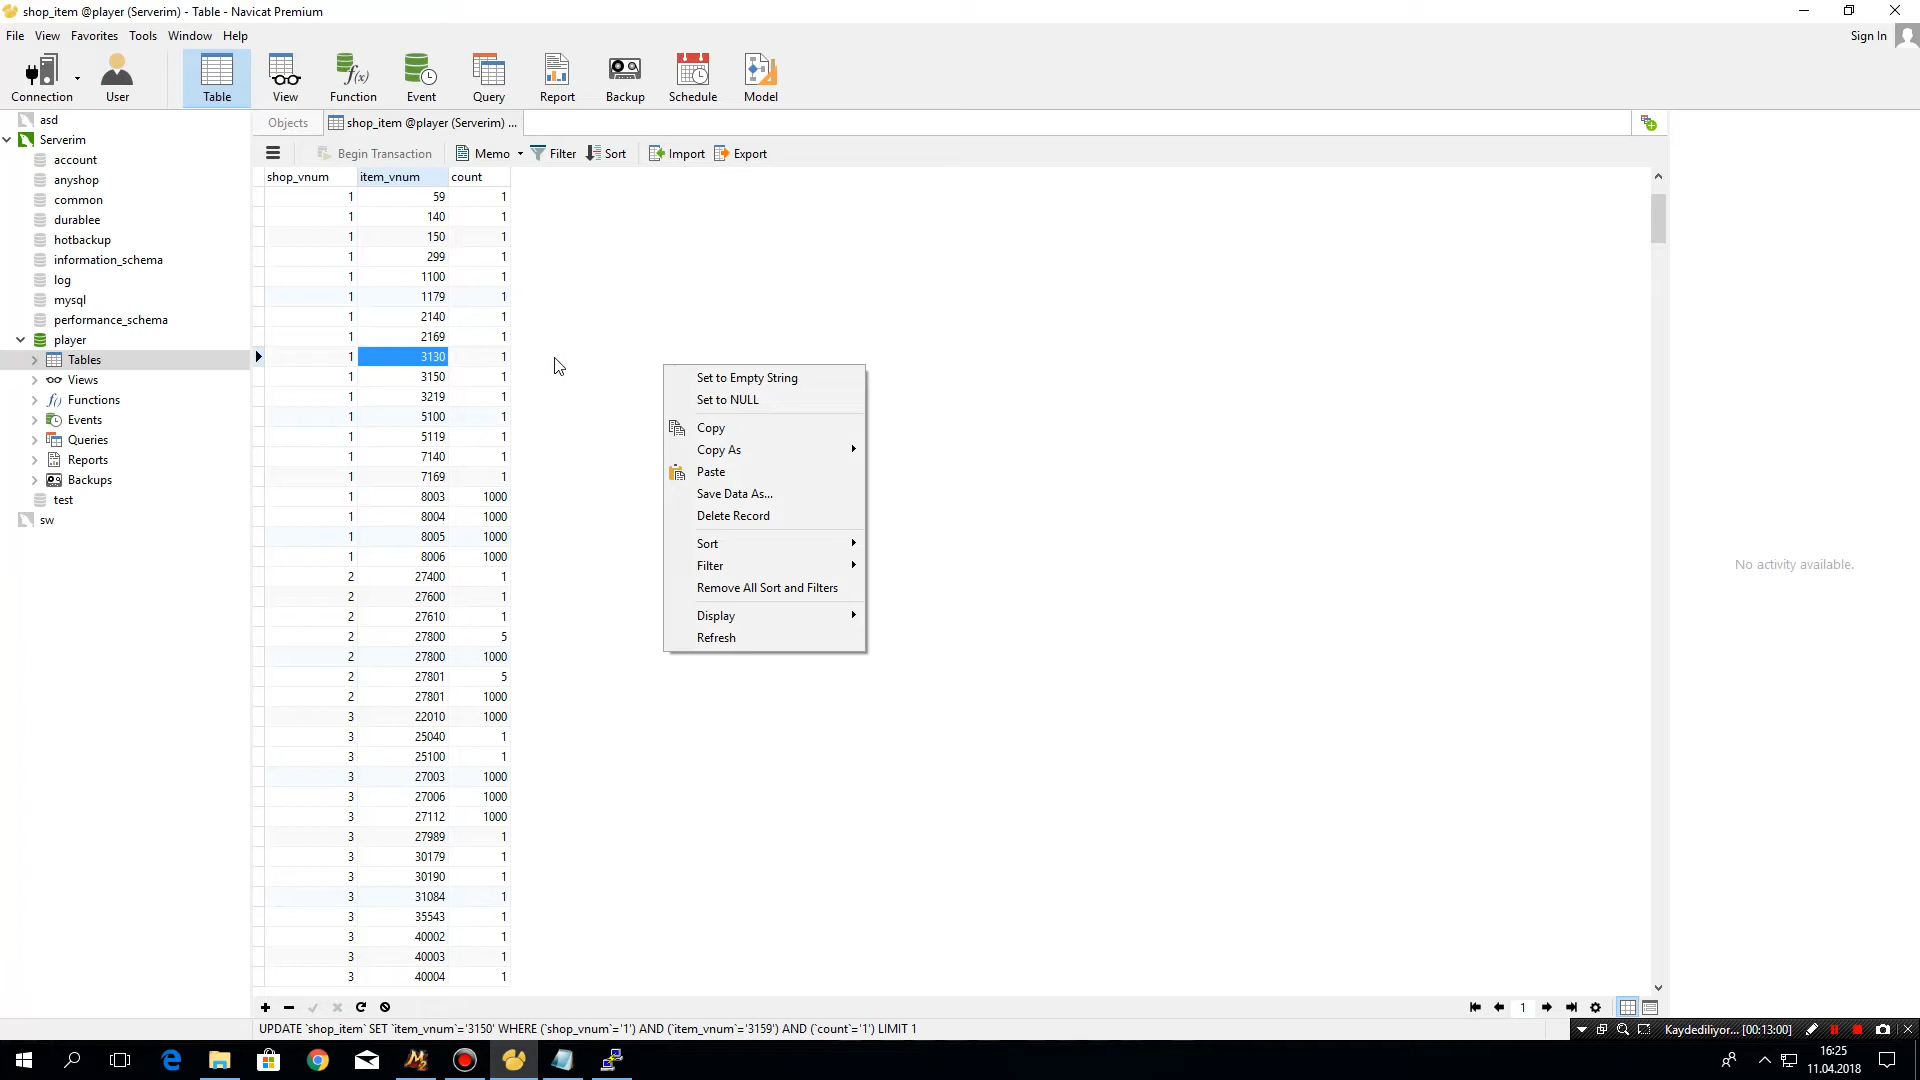 shop_item @player (Serverim) - Table - Navicat Premium
File View Favorites Tools Window Help
Sign In
Connection User Table View Function Event Query Report Backup Schedule Model
asd
Serverim
account
anyshop
common
durablee
hotbackup
information_schema
log
mysql
performance_schema
player
Tables
Views
Functions
Events
Queries
Reports
Backups
test
sw
Objects shop_item @player (Serverim) ...
Begin Transaction Memo Filter Sort Import Export
shop_vnum item_vnum count
1 59 1
1 140 1
1 150 1
1 299 1
1 1100 1
1 1179 1
1 2140 1
1 2169 1
1 3130 1
1 3150 1
1 3219 1
1 5100 1
1 5119 1
1 7140 1
1 7169 1
1 8003 1000
1 8004 1000
1 8005 1000
1 8006 1000
2 27400 1
2 27600 1
2 27610 1
2 27800 5
2 27800 1000
2 27801 5
2 27801 1000
3 22010 1000
3 25040 1
3 25100 1
3 27003 1000
3 27006 1000
3 27112 1000
3 27989 1
3 30179 1
3 30190 1
3 31084 1
3 35543 1
3 40002 1
3 40003 1
3 40004 1
Set to Empty String
Set to NULL
Copy
Copy As
Paste
Save Data As...
Delete Record
Sort
Filter
Remove All Sort and Filters
Display
Refresh
No activity available.
1
UPDATE `shop_item` SET `item_vnum`='3150' WHERE (`shop_vnum`='1') AND (`item_vnum`='3159') AND (`count`='1') LIMIT 1
Kaydediliyor... [00:13:00]
16:25
11.04.2018